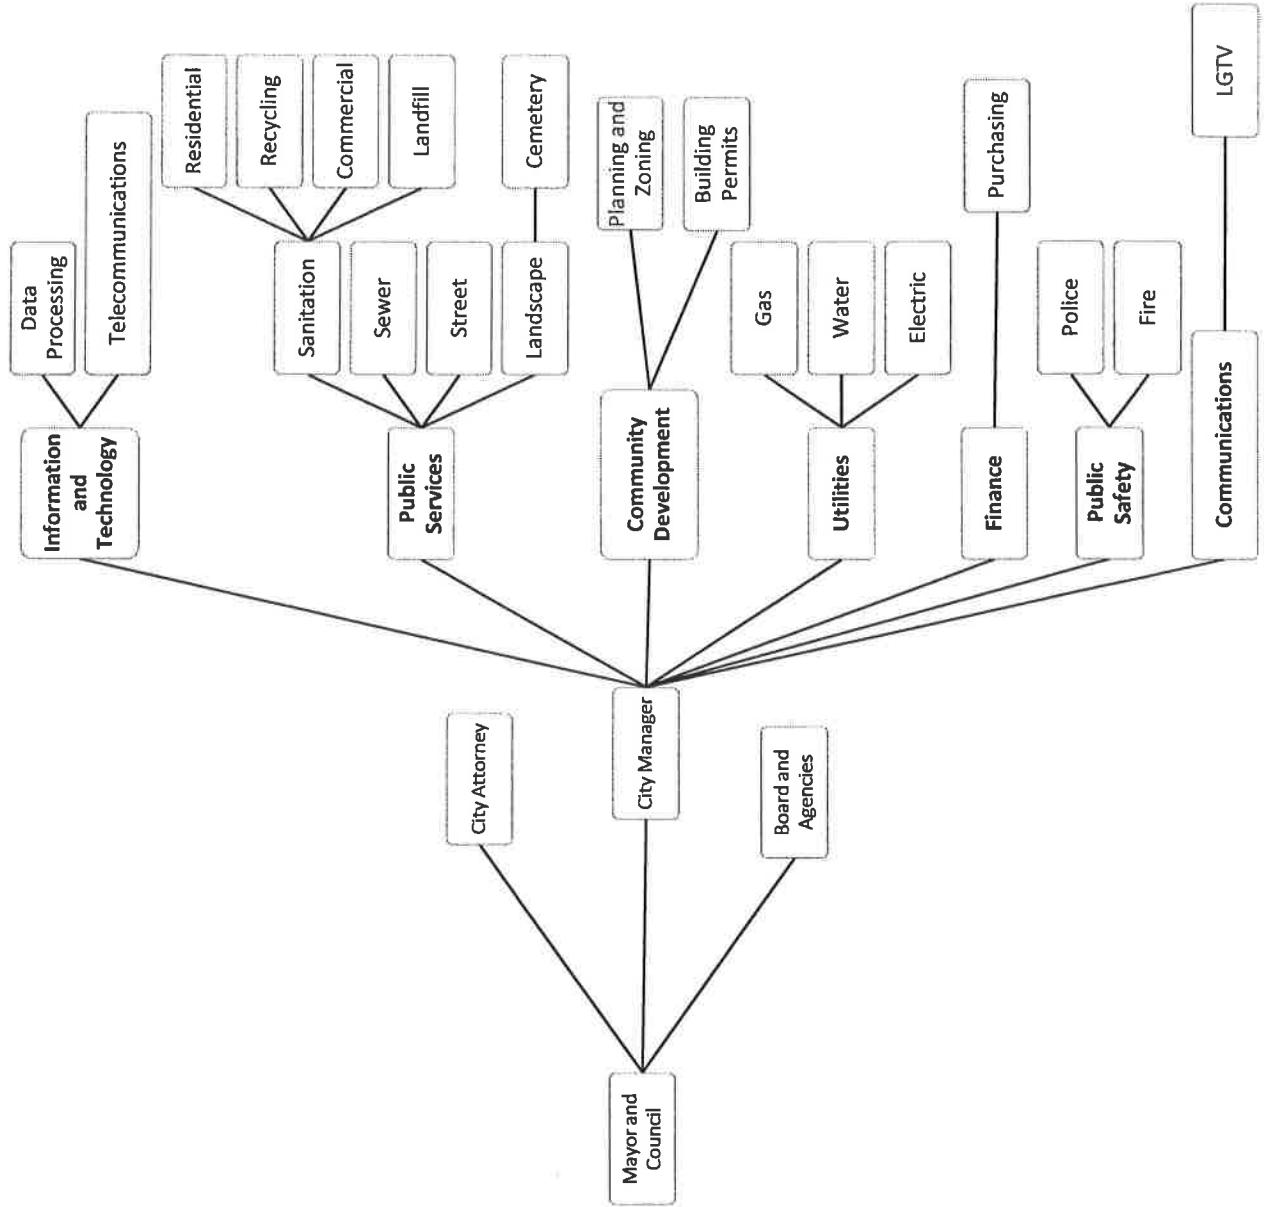 Mayor and
Council
City Attorney
City Manager
Board and
Agencies
Information
and
Technology
Public
Services
Community
Development
Utilities
Finance
Public
Safety
Communications
Data
Processing
Telecommunications
Sanitation
Sewer
Street
Landscape
Residential
Recycling
Commercial
Landfill
Cemetery
Planning and
Zoning
Building
Permits
Gas
Water
Electric
Purchasing
Police
Fire
LGTV